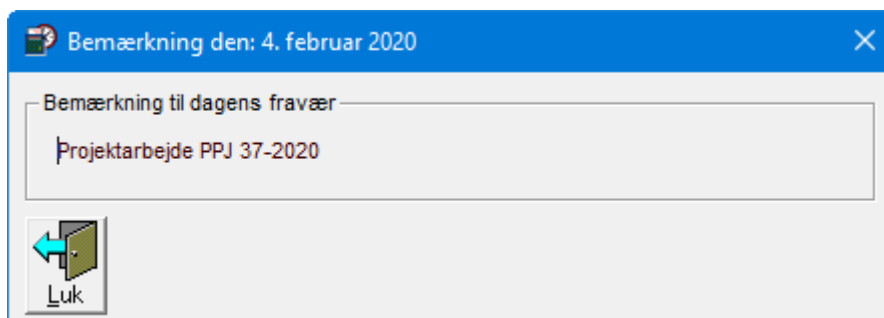 Bemærkning den: 4. februar 2020
Bemærkning til dagens fravær
Projektarbejde PPJ 37-2020
Luk